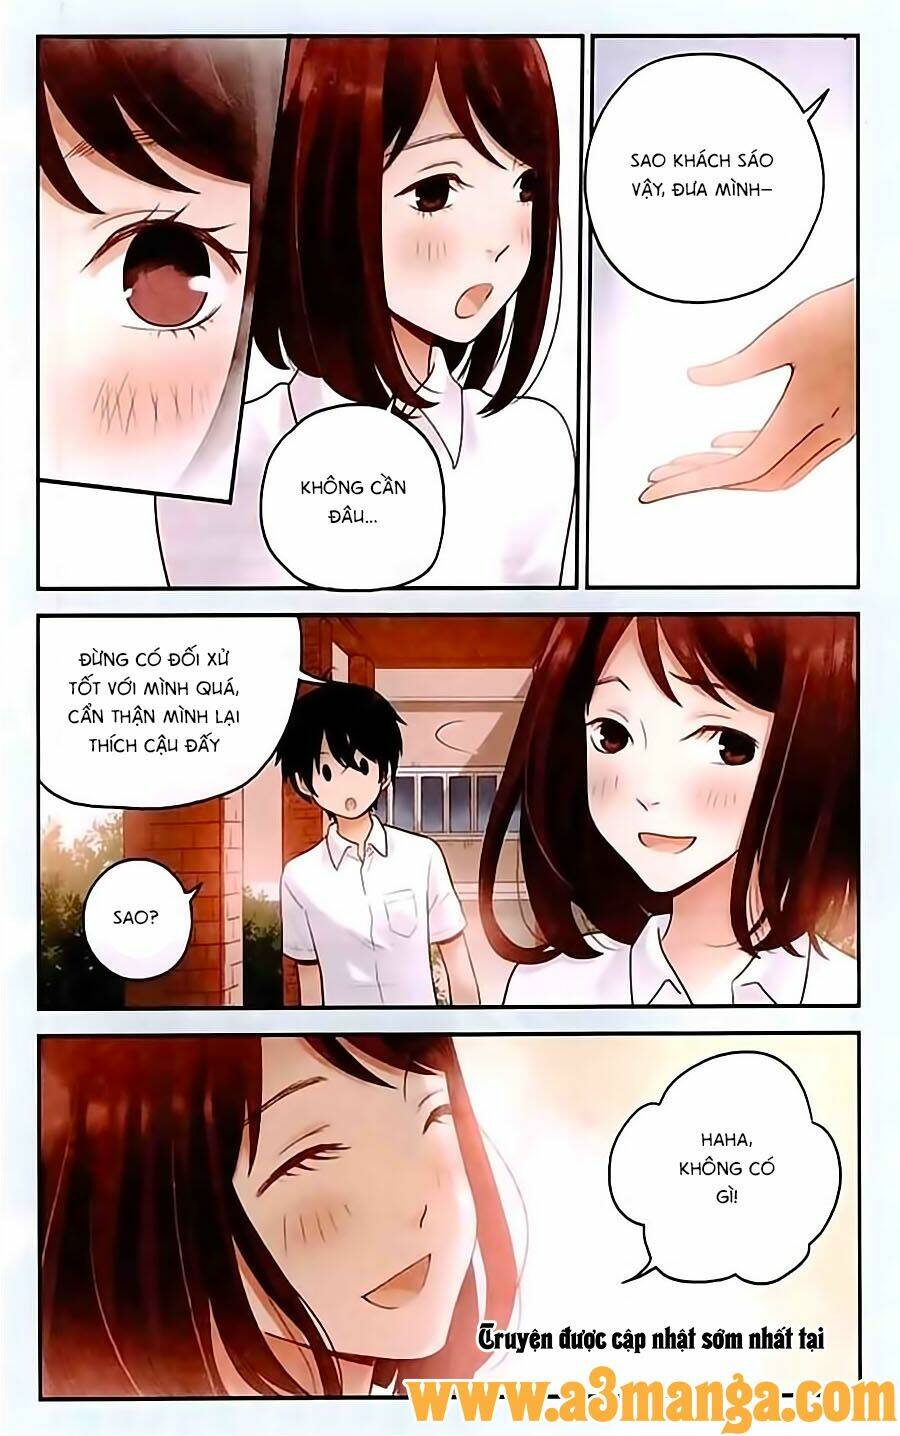 SAO KHÁCH SÁO
VẬY, ĐƯA MÌNH-
KHÔNG CẦN
ĐÂU...
ĐỪNG CÓ ĐỐI XỬ
TỐT VỚI MÌNH QUÁ,
CẨN THẬN MÌNH LẠI
THÍCH CẬU ĐẤY
SAO?
HAHA,
KHÔNG CÓ
GÌ!
Truyện được cập nhật sớm nhất tại
www.a3manga.com